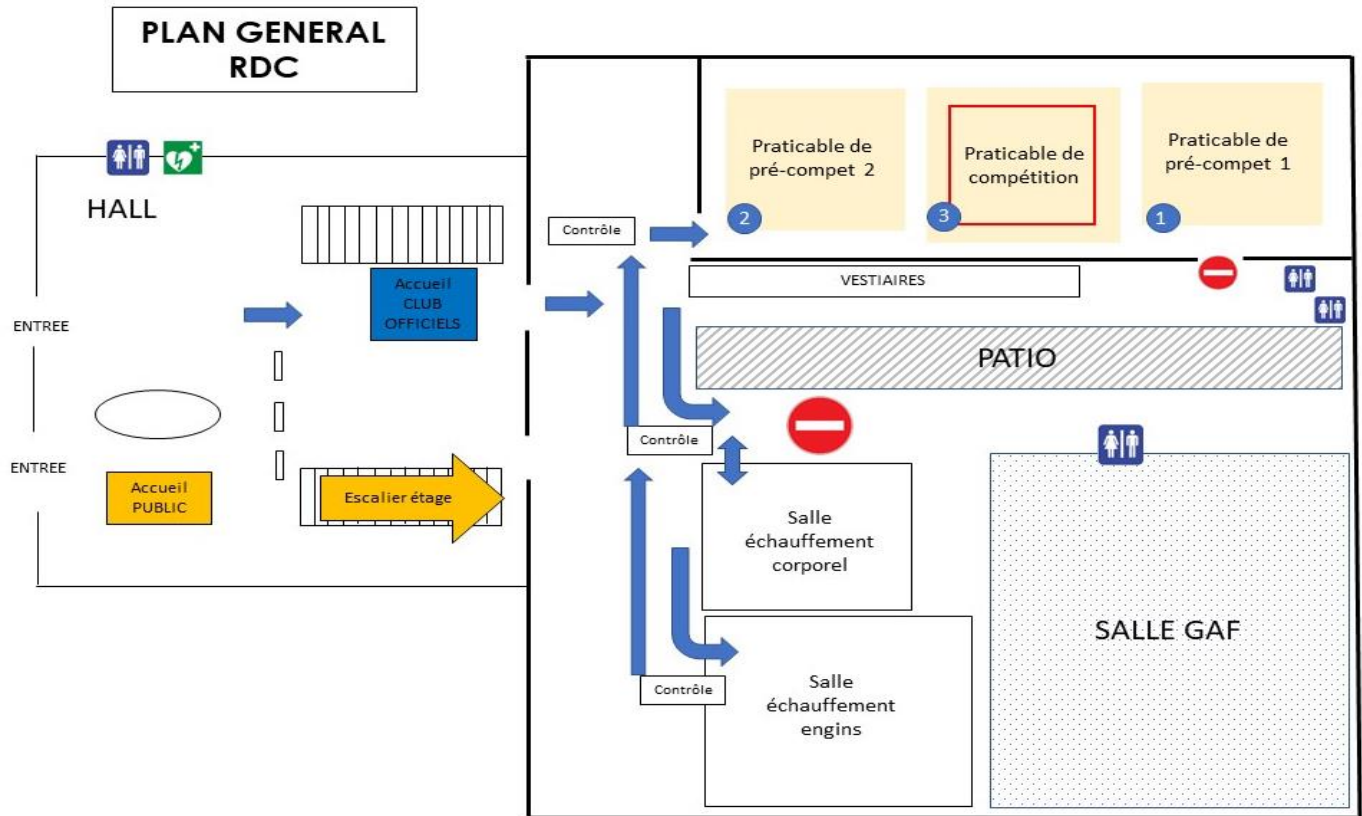 PLAN GENERAL
RDC
HALL
ENTREE
ENTREE
Accueil
PUBLIC
Accueil
CLUB
OFFICIELS
Escalier étage
Contrôle
Contrôle
Contrôle
Praticable de
pré-compet 2
2
Praticable de
compétition
3
Praticable de
pré-compet 1
1
VESTIAIRES
PATIO
Salle
échauffement
corporel
Salle
échauffement
engins
SALLE GAF